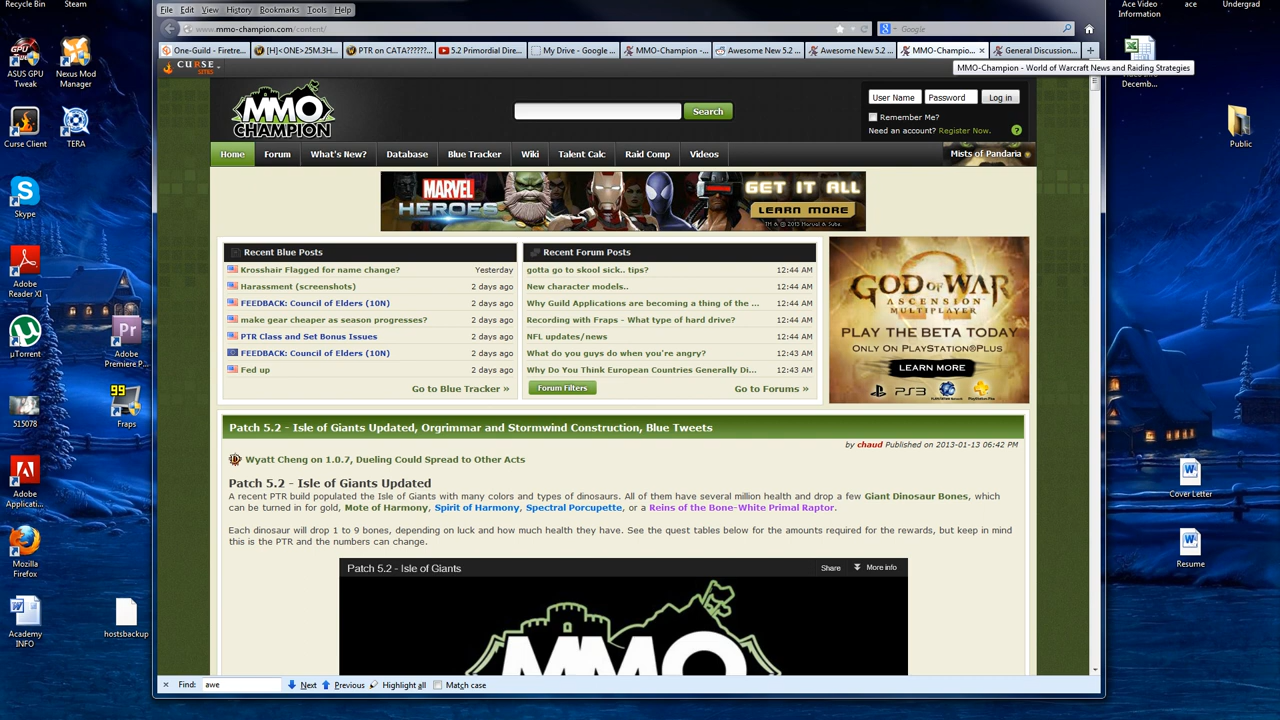 Recycle Bin
Steam
ASUS GPU Tweak
Nexus Mod Manager
Curse Client
TERA
Skype
Adobe Reader XI
µTorrent
Adobe Premiere P...
515078
99
Fraps
Adobe Applicati...
Mozilla Firefox
Academy INFO
hostsbackup
File Edit View History Bookmarks Tools Help
www.mmo-champion.com/content/
Google
One-Guild - Firetre...
[H]<ONE>25M.3H...
PTR on CATA??????...
5.2 Primordial Dire...
My Drive - Google ...
MMO-Champion -...
Awesome New 5.2 ...
Awesome New 5.2 ...
MMO-Champio...
General Discussion...
MMO-Champion - World of Warcraft News and Raiding Strategies
CURSE SITES
MMO CHAMPION
Search
User Name Password Log in
Remember Me?
Need an account? Register Now. ?
Home Forum What's New? Database Blue Tracker Wiki Talent Calc Raid Comp Videos
Mists of Pandaria
MARVEL HEROES
GET IT ALL
LEARN MORE
TM & © 2013 Marvel & Subs.
Recent Blue Posts
Krosshair Flagged for name change? Yesterday
Harassment (screenshots) 2 days ago
FEEDBACK: Council of Elders (10N) 2 days ago
make gear cheaper as season progresses? 2 days ago
PTR Class and Set Bonus Issues 2 days ago
FEEDBACK: Council of Elders (10N) 2 days ago
Fed up 2 days ago
Go to Blue Tracker »
Recent Forum Posts
gotta go to skool sick.. tips? 12:44 AM
New character models.. 12:44 AM
Why Guild Applications are becoming a thing of the ... 12:44 AM
Recording with Fraps - What type of hard drive? 12:44 AM
NFL updates/news 12:44 AM
What do you guys do when you're angry? 12:43 AM
Why Do You Think European Countries Generally Di... 12:43 AM
Forum Filters Go to Forums »
GOD OF WAR
ASCENSION
MULTIPLAYER
PLAY THE BETA TODAY
ONLY ON PLAYSTATION®PLUS
LEARN MORE
PS3
Patch 5.2 - Isle of Giants Updated, Orgrimmar and Stormwind Construction, Blue Tweets
by chaud Published on 2013-01-13 06:42 PM
Wyatt Cheng on 1.0.7, Dueling Could Spread to Other Acts
Patch 5.2 - Isle of Giants Updated
A recent PTR build populated the Isle of Giants with many colors and types of dinosaurs. All of them have several million health and drop a few Giant Dinosaur Bones, which
can be turned in for gold, Mote of Harmony, Spirit of Harmony, Spectral Porcupette, or a Reins of the Bone-White Primal Raptor.
Each dinosaur will drop 1 to 9 bones, depending on luck and how much health they have. See the quest tables below for the amounts required for the rewards, but keep in mind
this is the PTR and the numbers can change.
Patch 5.2 - Isle of Giants
Share More info
MMO
Find: awe Next Previous Highlight all Match case
Ace Video Information
ace
Undergrad
Decemb...
Public
Cover Letter
Resume